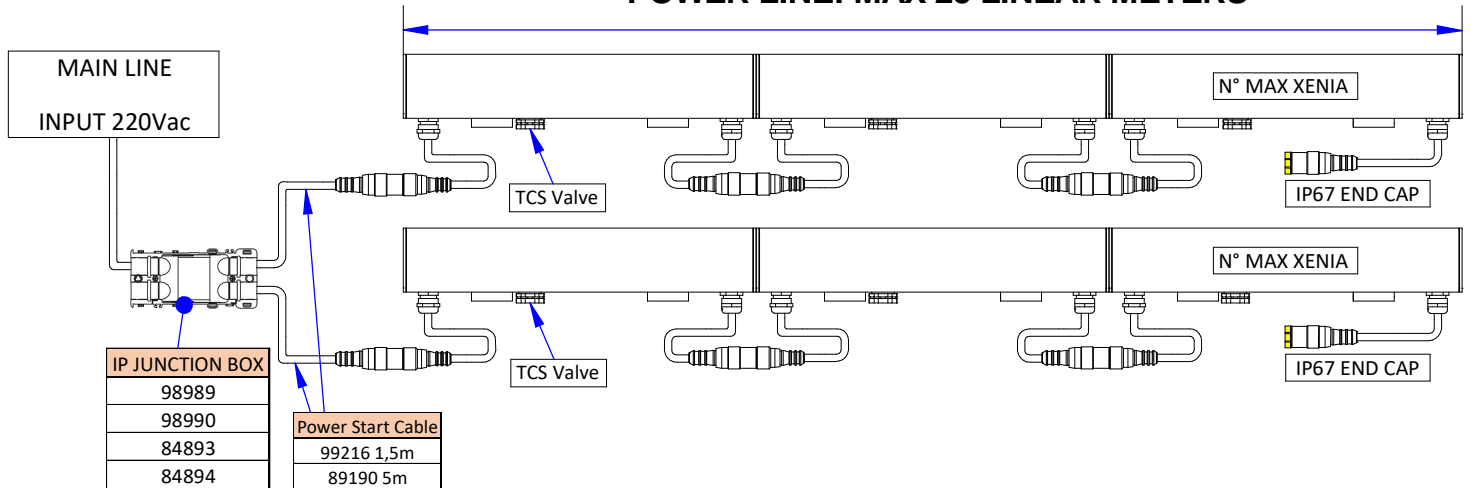 POWER LINE: MAX LINEAR METERS
MAIN LINE
INPUT 220Vac
N° MAX XENIA
TCS Valve
IP67 END CAP
N° MAX XENIA
TCS Valve
IP67 END CAP
IP JUNCTION BOX
98989
98990
84893
84894
Power Start Cable
99216 1,5m
89190 5m